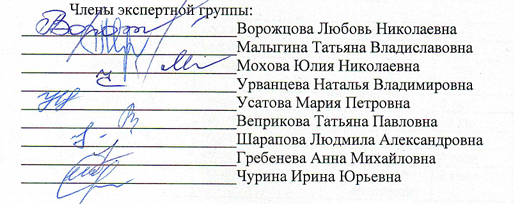 Члены экспертной группы:
Ворожцова Любовь Николаевна
Малыгина Татьяна Владиславовна
Мохова Юлия Николаевна
Урванцева Наталья Владимировна
Усатова Мария Петровна
Веприкова Татьяна Павловна
Шарапова Людмила Александровна
Гребенева Анна Михайловна
Чурина Ирина Юрьевна